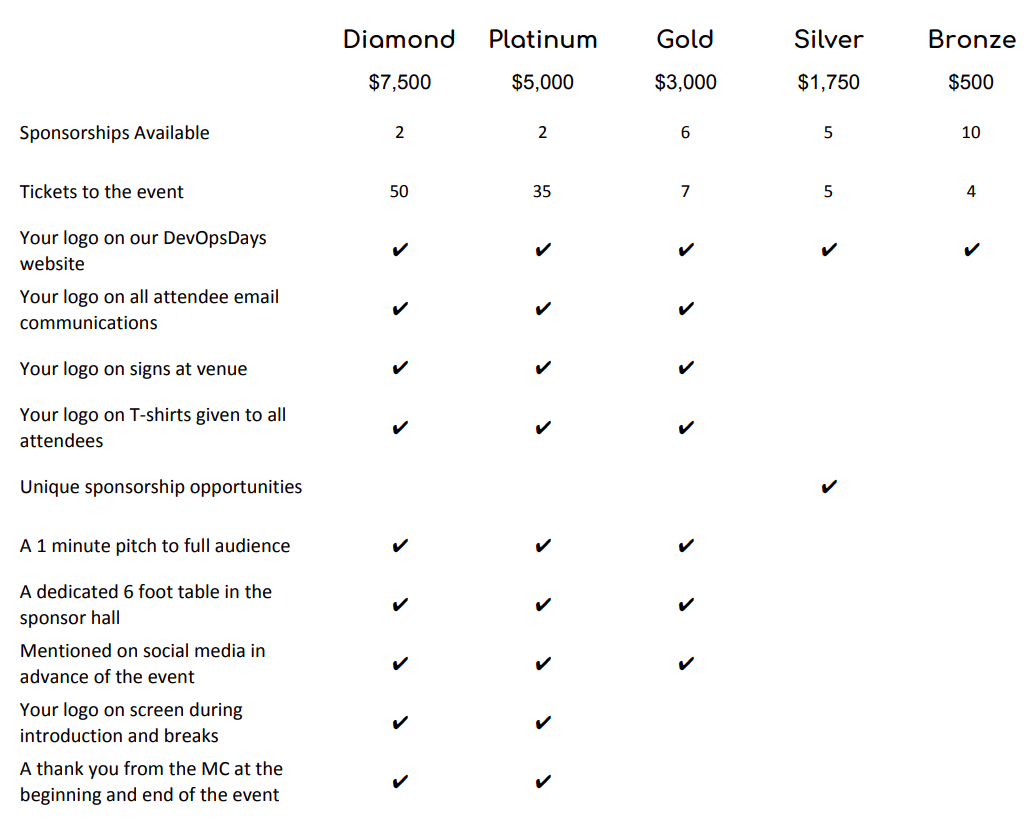 Diamond Platinum Gold Silver Bronze
$7,500 $5,000 $3,000 $1,750 $500
Sponsorships Available 2 2 6 5 10
Tickets to the event 50 35 7 5 4
Your logo on our DevOpsDays
website ✔ ✔ ✔ ✔ ✔
Your logo on all attendee email
communications ✔ ✔ ✔
Your logo on signs at venue ✔ ✔ ✔
Your logo on T-shirts given to all
attendees ✔ ✔ ✔
Unique sponsorship opportunities ✔
A 1 minute pitch to full audience ✔ ✔ ✔
A dedicated 6 foot table in the
sponsor hall ✔ ✔ ✔
Mentioned on social media in
advance of the event ✔ ✔ ✔
Your logo on screen during
introduction and breaks ✔ ✔
A thank you from the MC at the
beginning and end of the event ✔ ✔